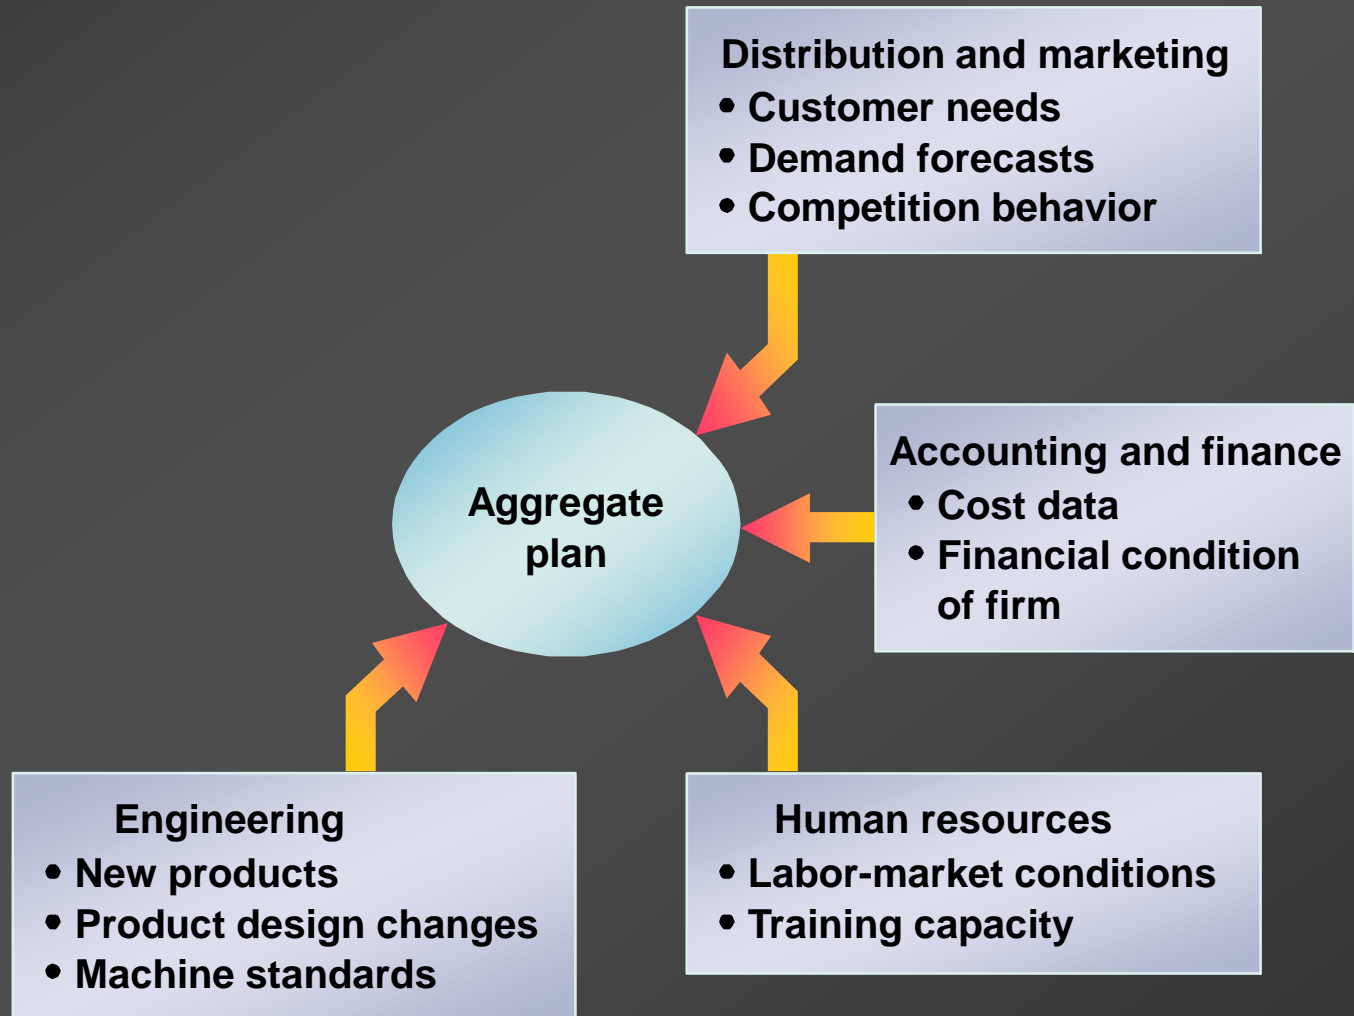 Distribution and marketing
• Customer needs
• Demand forecasts
• Competition behavior
Aggregate
plan
Accounting and finance
• Cost data
• Financial condition
of firm
Engineering
• New products
• Product design changes
• Machine standards
Human resources
• Labor-market conditions
• Training capacity